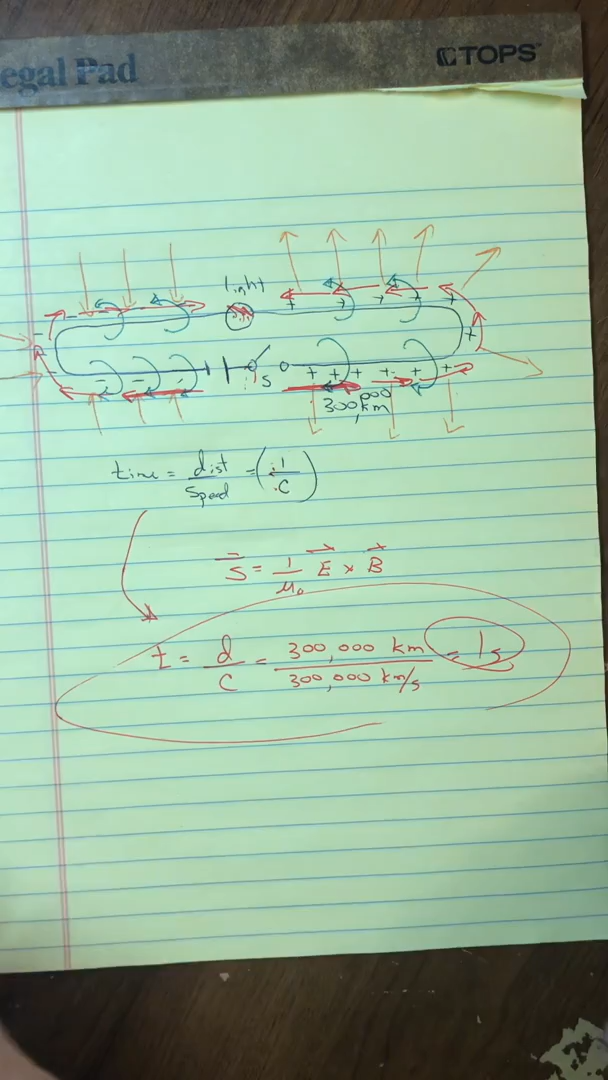 egal Pad
TOPS
light
S
300,000
km
time = dist / speed = (1 / c)
S⃗ = 1/μ₀ E⃗ × B⃗
t = d / c = 300,000 km / 300,000 km/s = 1s